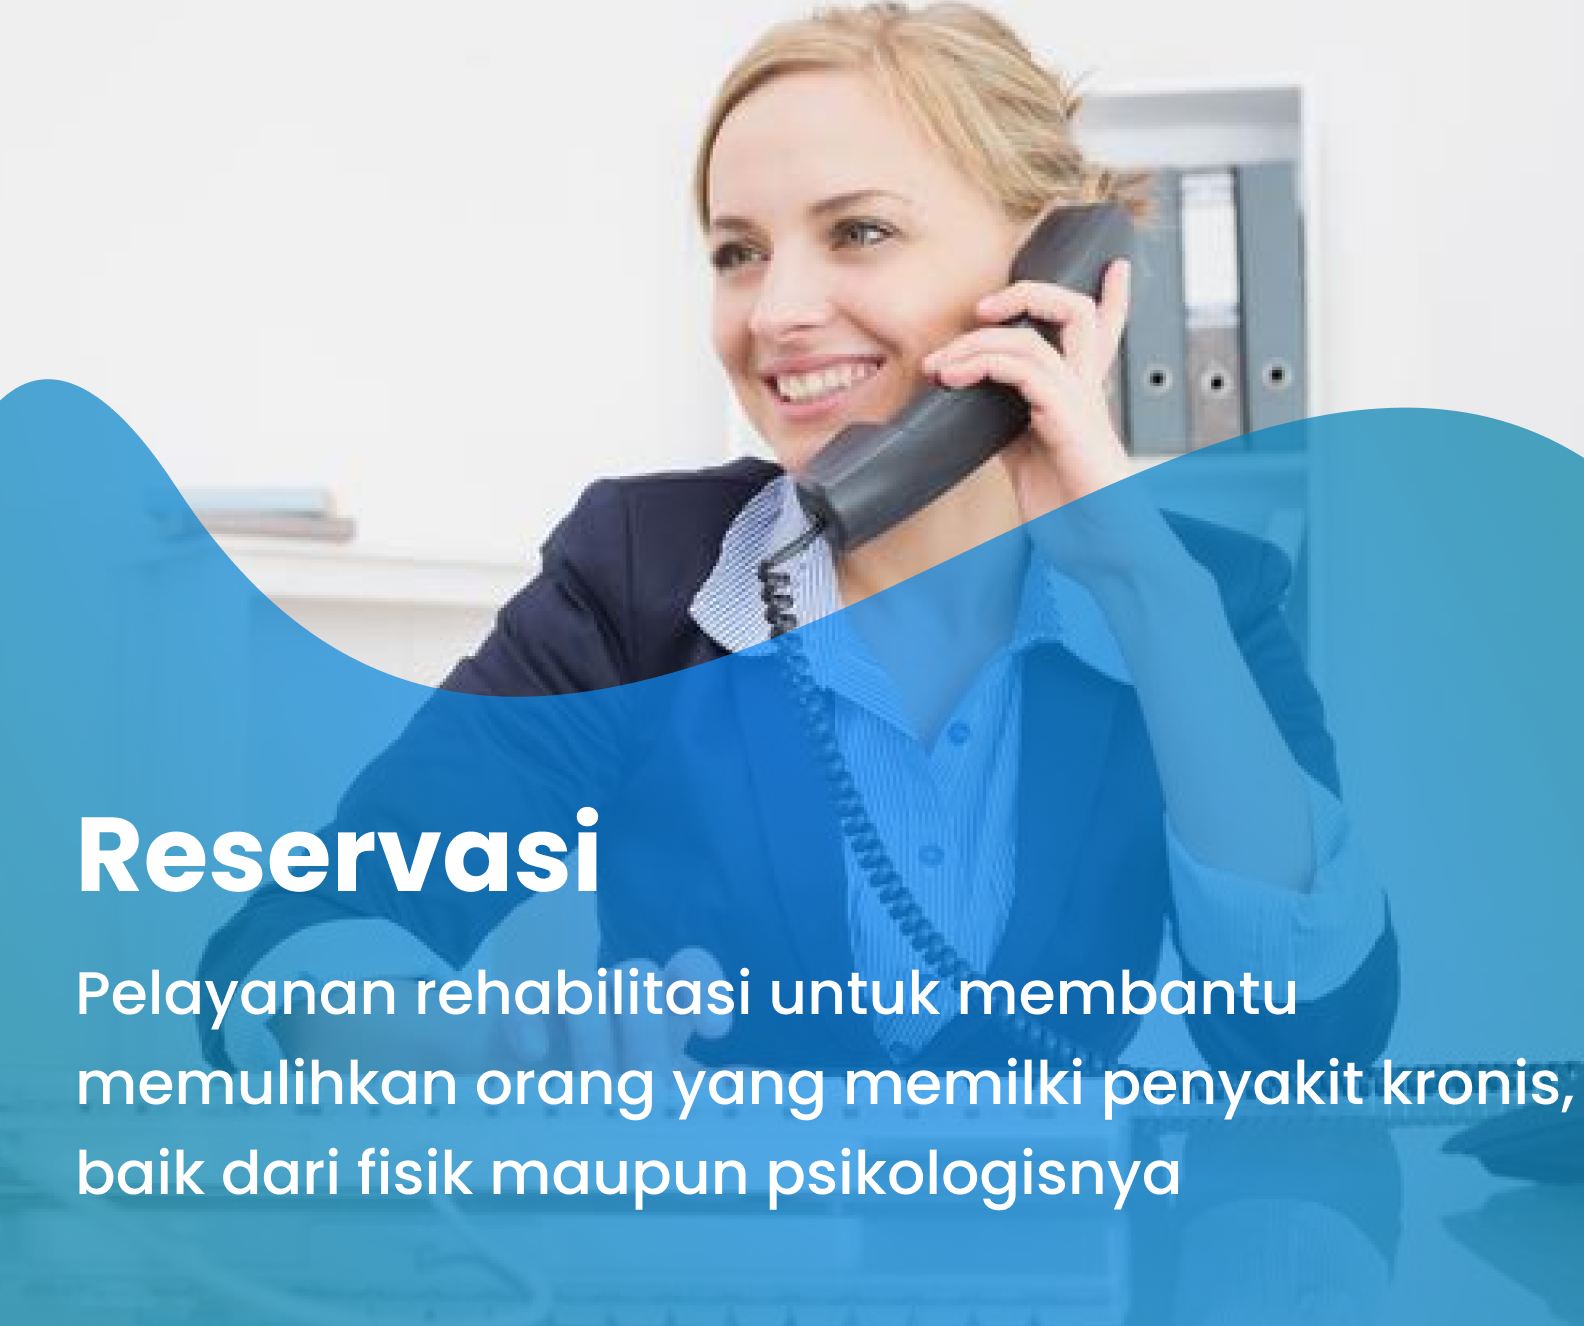 Reservasi
Pelayanan rehabilitasi untuk membantu
memulihkan orang yang memilki penyakit kronis,
baik dari fisik maupun psikologisnya